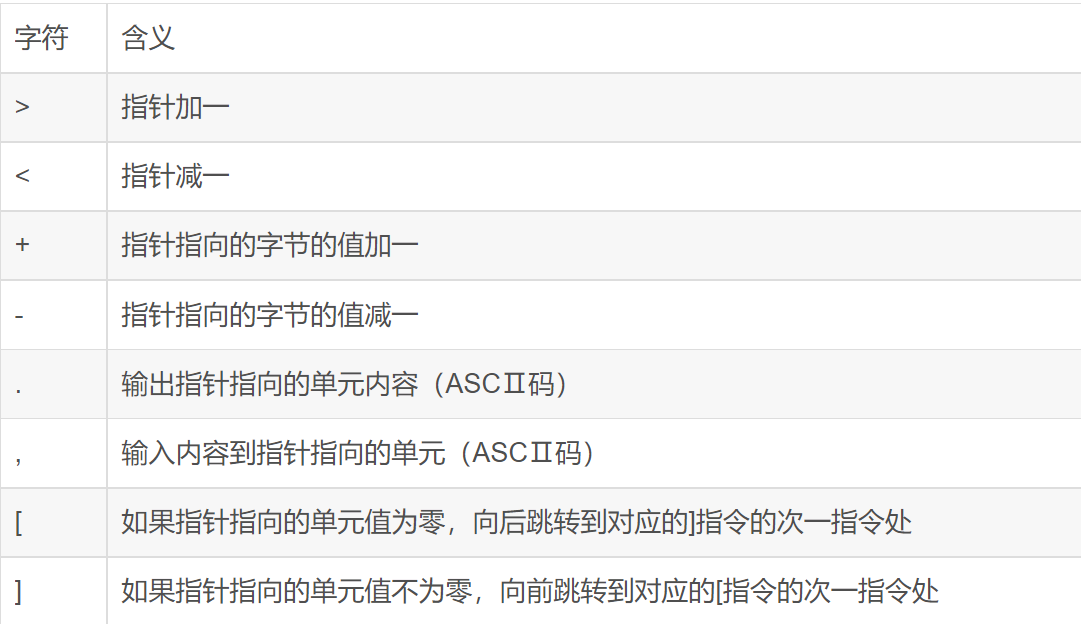 字符 含义
> 指针加一
< 指针减一
+ 指针指向的字节的值加一
- 指针指向的字节的值减一
. 输出指针指向的单元内容（ASCⅡ码）
, 输入内容到指针指向的单元（ASCⅡ码）
[ 如果指针指向的单元值为零，向后跳转到对应的]指令的次一指令处
] 如果指针指向的单元值不为零，向前跳转到对应的[指令的次一指令处